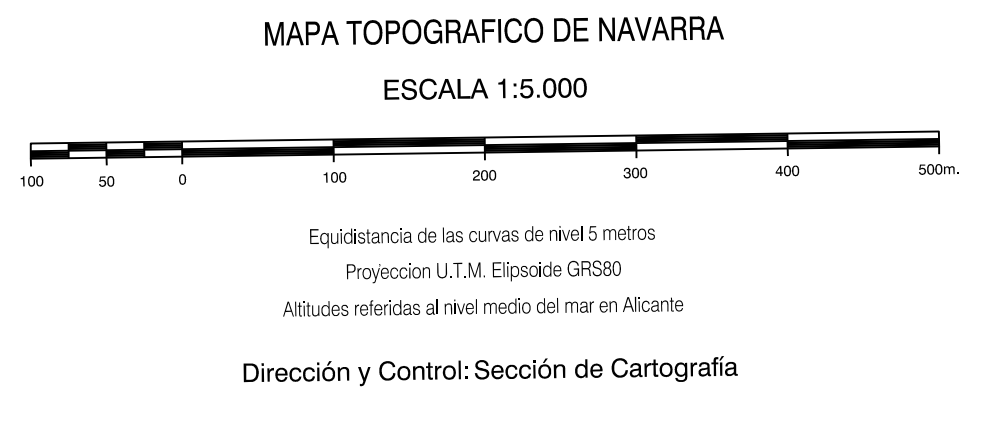 MAPA TOPOGRAFICO DE NAVARRA
ESCALA 1:5.000
100 50 0 100 200 300 400 500m.
Equidistancia de las curvas de nivel 5 metros
Proyeccion U.T.M. Elipsoide GRS80
Altitudes referidas al nivel medio del mar en Alicante
Dirección y Control: Sección de Cartografía